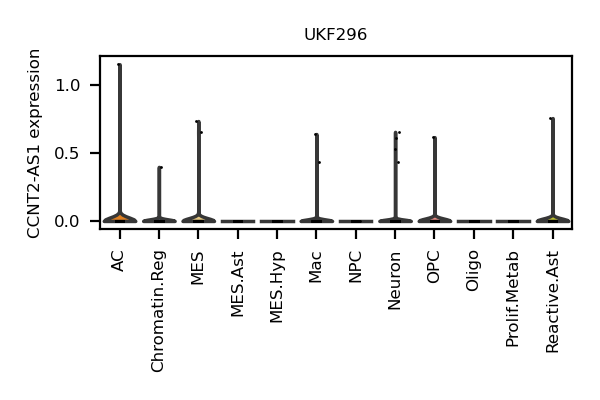 UKF296
CCNT2-AS1 expression
1.0
0.5
0.0
AC
Chromatin.Reg
MES
MES.Ast
MES.Hyp
Mac
NPC
Neuron
OPC
Oligo
Prolif.Metab
Reactive.Ast